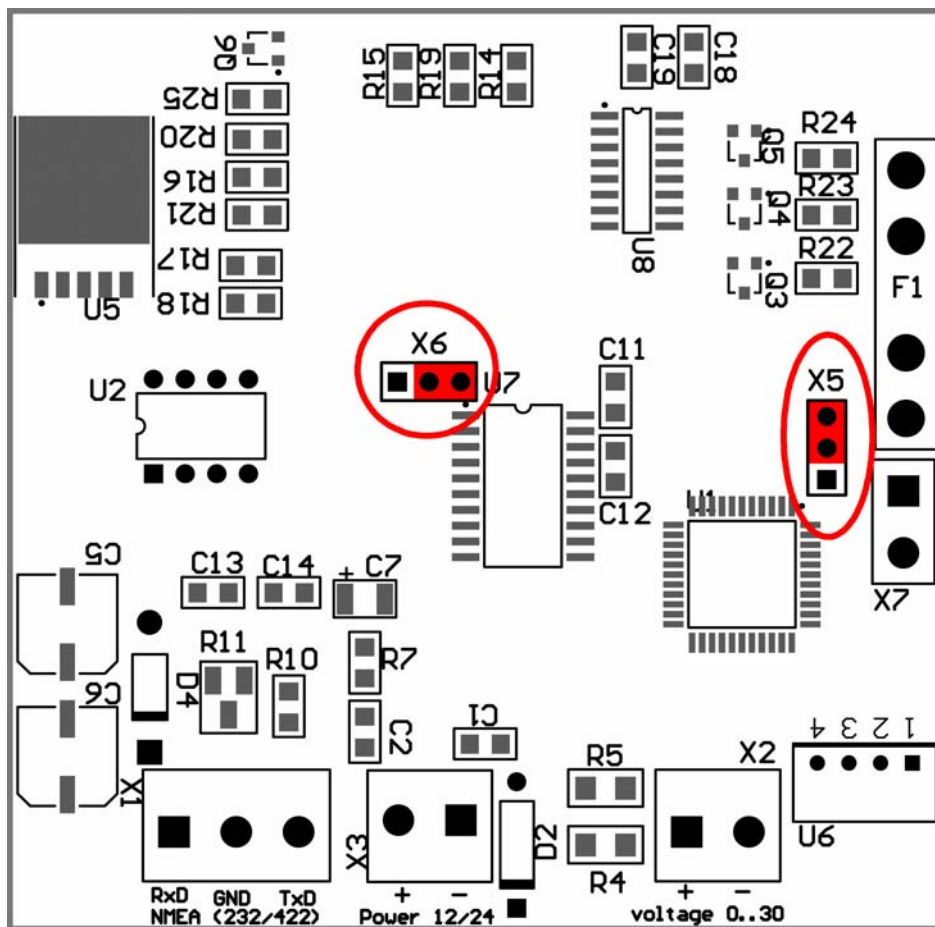 Q6
R25
R20
R16
R21
R17
R18
U5
R15
R19
R14
C19
C18
U8
Q5
Q4
Q3
R24
R23
R22
F1
X6
U7
C11
C12
X5
U2
U1
X7
C5
C6
C13
C14
+ C7
R11
R10
R7
D4
C2
C1
X1
X3
D2
R5
R4
X2
4 3 2 1
U6
RxD GND TxD
NMEA (232/422)
+ -
Power 12/24
+ -
voltage 0..30